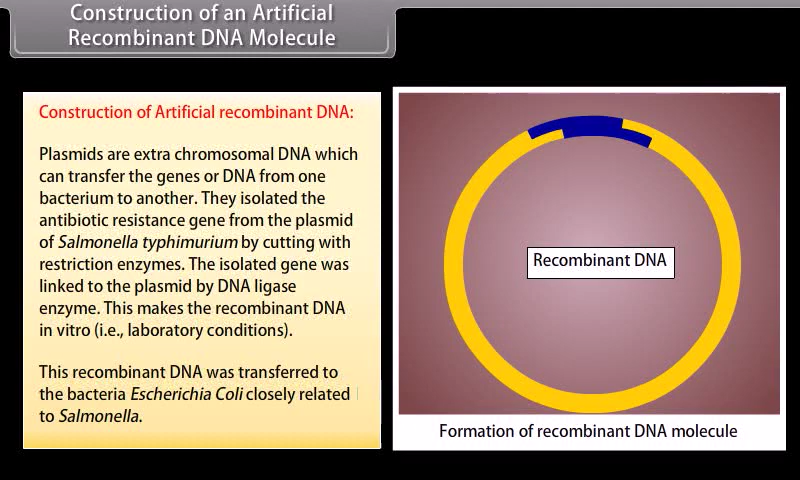 Construction of an Artificial
Recombinant DNA Molecule
Construction of Artificial recombinant DNA:
Plasmids are extra chromosomal DNA which
can transfer the genes or DNA from one
bacterium to another. They isolated the
antibiotic resistance gene from the plasmid
of Salmonella typhimurium by cutting with
restriction enzymes. The isolated gene was
linked to the plasmid by DNA ligase
enzyme. This makes the recombinant DNA
in vitro (i.e., laboratory conditions).
This recombinant DNA was transferred to
the bacteria Escherichia Coli closely related
to Salmonella.
Recombinant DNA
Formation of recombinant DNA molecule